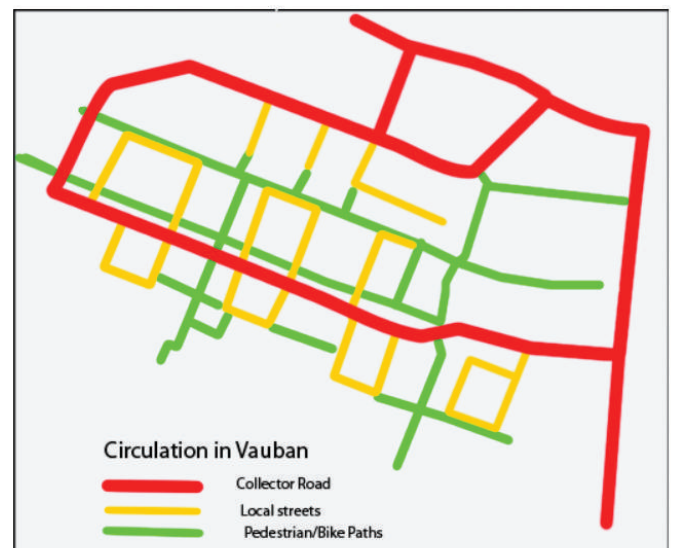 Circulation in Vauban
Collector Road
Local streets
Pedestrian/Bike Paths